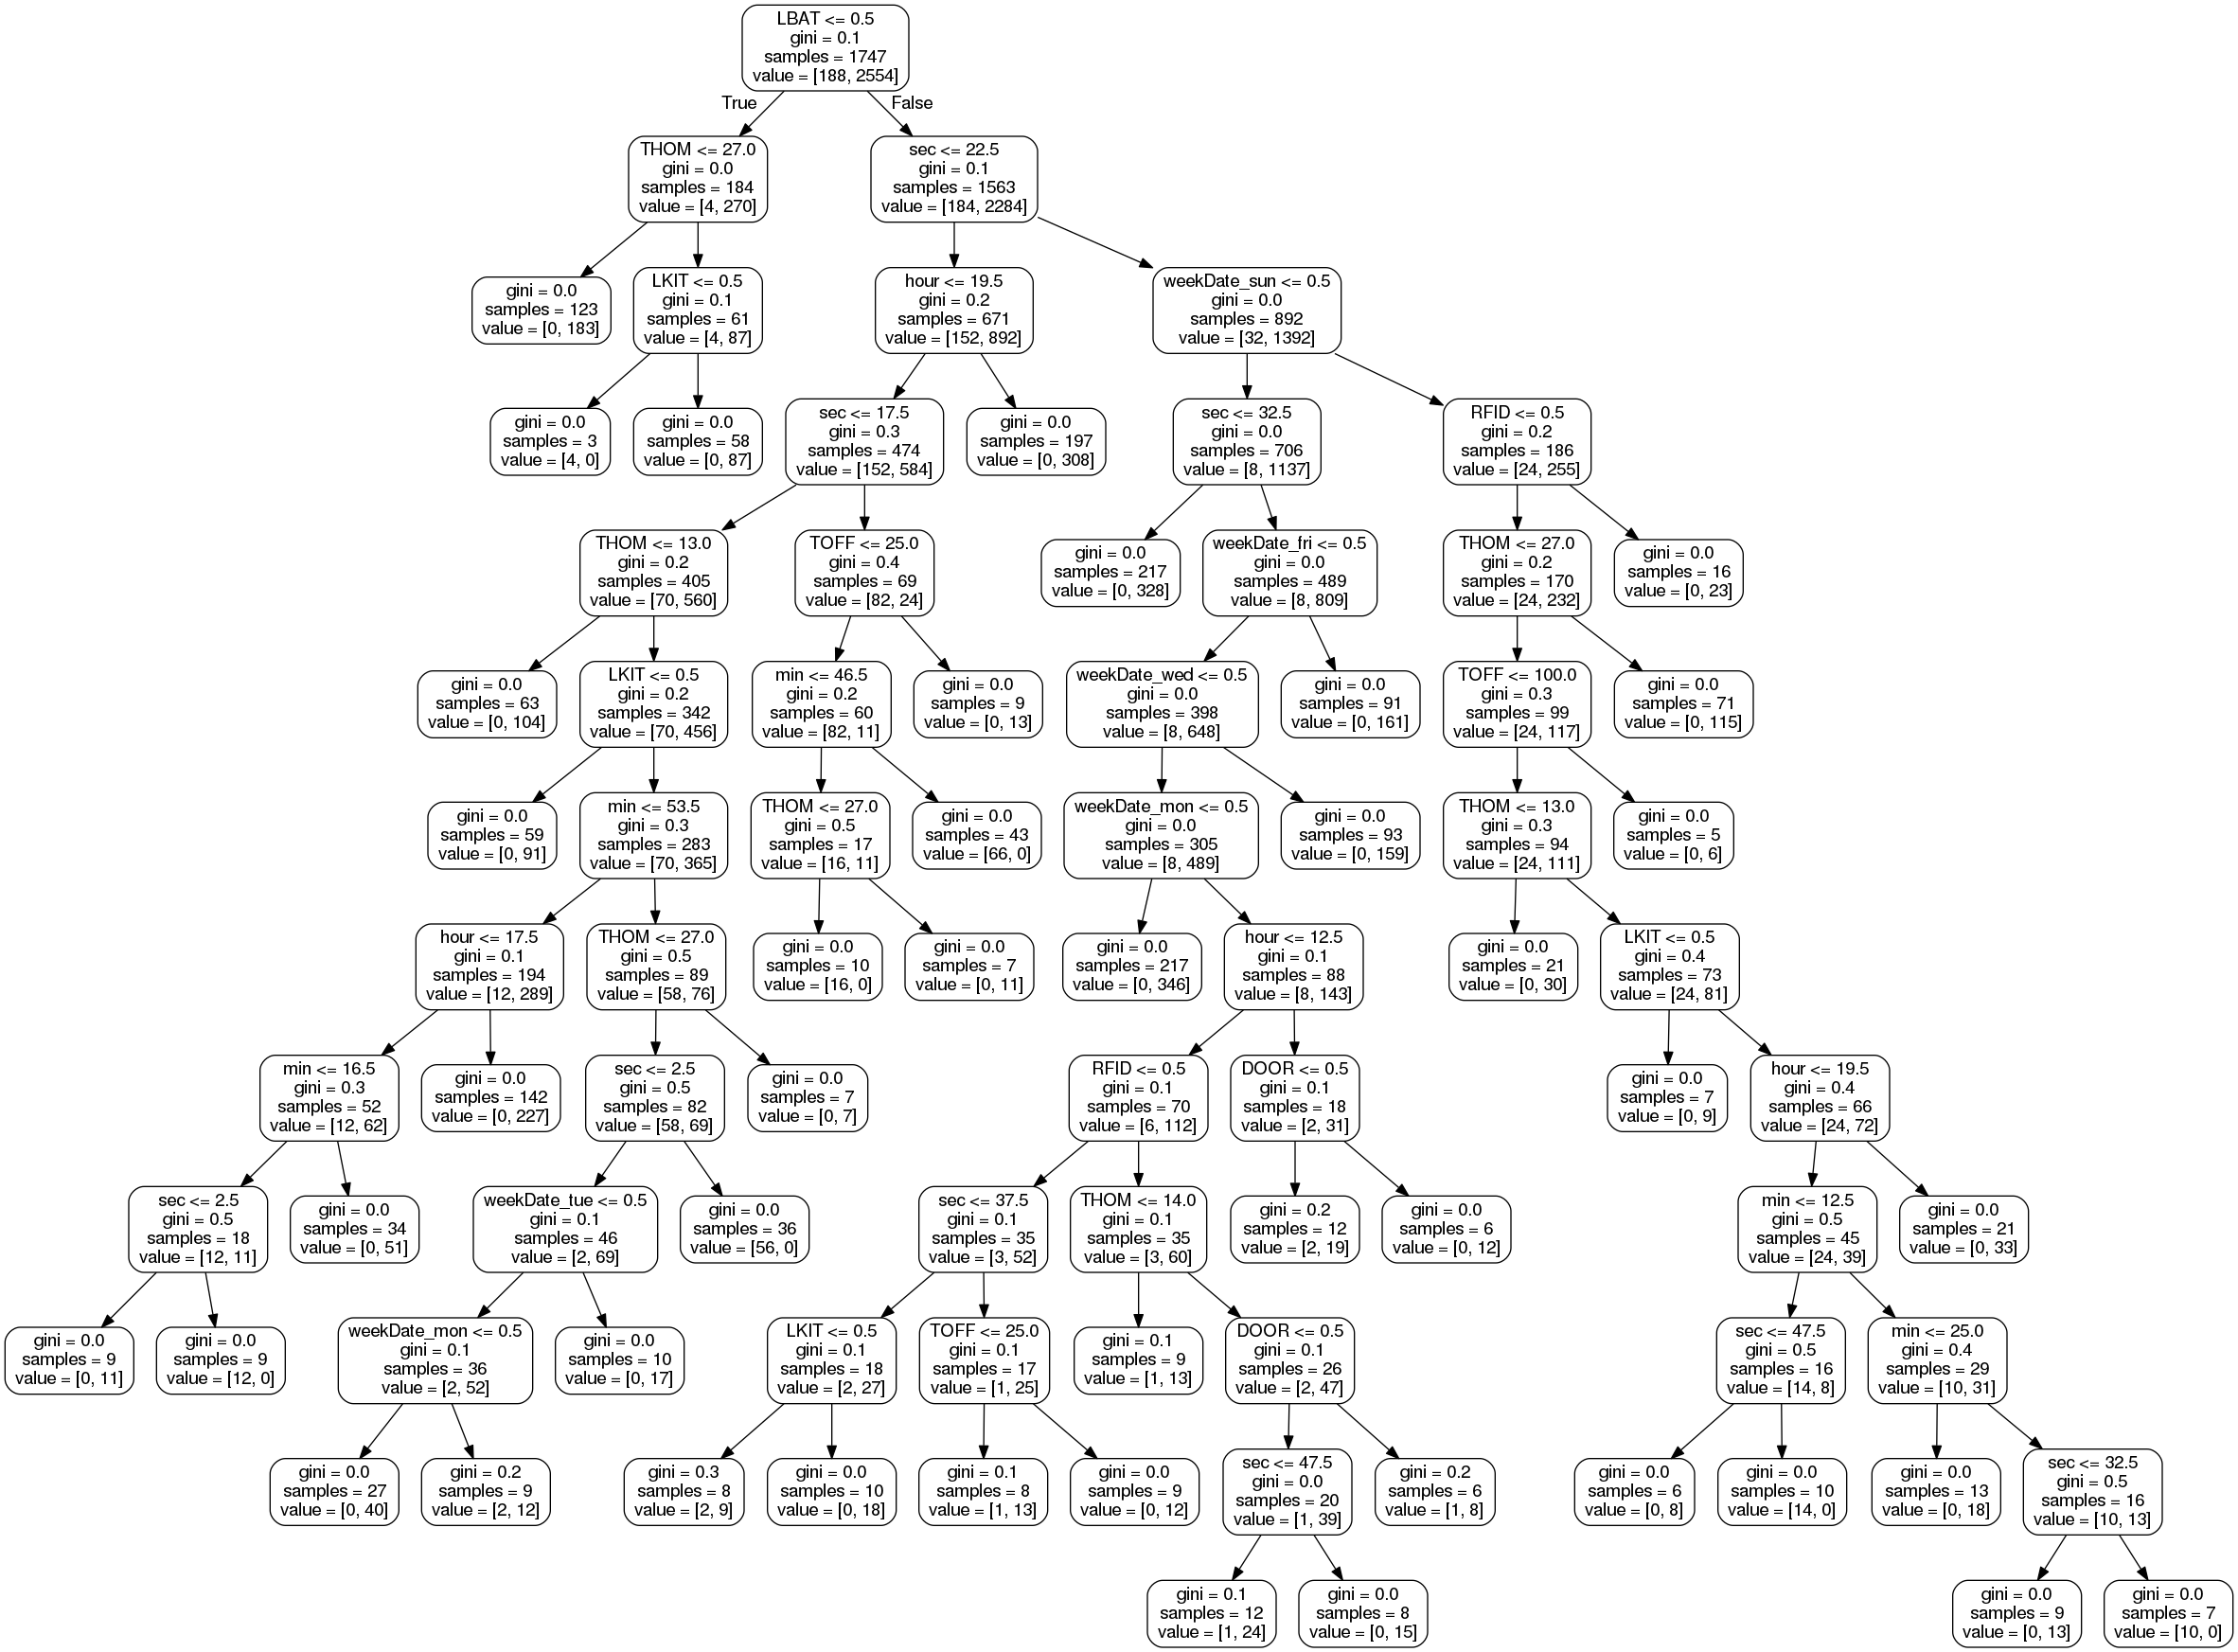 LBAT <= 0.5
gini = 0.1
samples = 1747
value = [188, 2554]
True
False
THOM <= 27.0
gini = 0.0
samples = 184
value = [4, 270]
sec <= 22.5
gini = 0.1
samples = 1563
value = [184, 2284]
gini = 0.0
samples = 123
value = [0, 183]
LKIT <= 0.5
gini = 0.1
samples = 61
value = [4, 87]
hour <= 19.5
gini = 0.2
samples = 671
value = [152, 892]
weekDate_sun <= 0.5
gini = 0.0
samples = 892
value = [32, 1392]
gini = 0.0
samples = 3
value = [4, 0]
gini = 0.0
samples = 58
value = [0, 87]
sec <= 17.5
gini = 0.3
samples = 474
value = [152, 584]
gini = 0.0
samples = 197
value = [0, 308]
sec <= 32.5
gini = 0.0
samples = 706
value = [8, 1137]
RFID <= 0.5
gini = 0.2
samples = 186
value = [24, 255]
THOM <= 13.0
gini = 0.2
samples = 405
value = [70, 560]
TOFF <= 25.0
gini = 0.4
samples = 69
value = [82, 24]
gini = 0.0
samples = 217
value = [0, 328]
weekDate_fri <= 0.5
gini = 0.0
samples = 489
value = [8, 809]
THOM <= 27.0
gini = 0.2
samples = 170
value = [24, 232]
gini = 0.0
samples = 16
value = [0, 23]
gini = 0.0
samples = 63
value = [0, 104]
LKIT <= 0.5
gini = 0.2
samples = 342
value = [70, 456]
min <= 46.5
gini = 0.2
samples = 60
value = [82, 11]
gini = 0.0
samples = 9
value = [0, 13]
weekDate_wed <= 0.5
gini = 0.0
samples = 398
value = [8, 648]
gini = 0.0
samples = 91
value = [0, 161]
TOFF <= 100.0
gini = 0.3
samples = 99
value = [24, 117]
gini = 0.0
samples = 71
value = [0, 115]
gini = 0.0
samples = 59
value = [0, 91]
min <= 53.5
gini = 0.3
samples = 283
value = [70, 365]
THOM <= 27.0
gini = 0.5
samples = 17
value = [16, 11]
gini = 0.0
samples = 43
value = [66, 0]
weekDate_mon <= 0.5
gini = 0.0
samples = 305
value = [8, 489]
gini = 0.0
samples = 93
value = [0, 159]
THOM <= 13.0
gini = 0.3
samples = 94
value = [24, 111]
gini = 0.0
samples = 5
value = [0, 6]
hour <= 17.5
gini = 0.1
samples = 194
value = [12, 289]
THOM <= 27.0
gini = 0.5
samples = 89
value = [58, 76]
gini = 0.0
samples = 10
value = [16, 0]
gini = 0.0
samples = 7
value = [0, 11]
gini = 0.0
samples = 217
value = [0, 346]
hour <= 12.5
gini = 0.1
samples = 88
value = [8, 143]
gini = 0.0
samples = 21
value = [0, 30]
LKIT <= 0.5
gini = 0.4
samples = 73
value = [24, 81]
min <= 16.5
gini = 0.3
samples = 52
value = [12, 62]
gini = 0.0
samples = 142
value = [0, 227]
sec <= 2.5
gini = 0.5
samples = 82
value = [58, 69]
gini = 0.0
samples = 7
value = [0, 7]
RFID <= 0.5
gini = 0.1
samples = 70
value = [6, 112]
DOOR <= 0.5
gini = 0.1
samples = 18
value = [2, 31]
gini = 0.0
samples = 7
value = [0, 9]
hour <= 19.5
gini = 0.4
samples = 66
value = [24, 72]
sec <= 2.5
gini = 0.5
samples = 18
value = [12, 11]
gini = 0.0
samples = 34
value = [0, 51]
weekDate_tue <= 0.5
gini = 0.1
samples = 46
value = [2, 69]
gini = 0.0
samples = 36
value = [56, 0]
sec <= 37.5
gini = 0.1
samples = 35
value = [3, 52]
THOM <= 14.0
gini = 0.1
samples = 35
value = [3, 60]
gini = 0.2
samples = 12
value = [2, 19]
gini = 0.0
samples = 6
value = [0, 12]
min <= 12.5
gini = 0.5
samples = 45
value = [24, 39]
gini = 0.0
samples = 21
value = [0, 33]
gini = 0.0
samples = 9
value = [0, 11]
gini = 0.0
samples = 9
value = [12, 0]
weekDate_mon <= 0.5
gini = 0.1
samples = 36
value = [2, 52]
gini = 0.0
samples = 10
value = [0, 17]
LKIT <= 0.5
gini = 0.1
samples = 18
value = [2, 27]
TOFF <= 25.0
gini = 0.1
samples = 17
value = [1, 25]
gini = 0.1
samples = 9
value = [1, 13]
DOOR <= 0.5
gini = 0.1
samples = 26
value = [2, 47]
sec <= 47.5
gini = 0.5
samples = 16
value = [14, 8]
min <= 25.0
gini = 0.4
samples = 29
value = [10, 31]
gini = 0.0
samples = 27
value = [0, 40]
gini = 0.2
samples = 9
value = [2, 12]
gini = 0.3
samples = 8
value = [2, 9]
gini = 0.0
samples = 10
value = [0, 18]
gini = 0.1
samples = 8
value = [1, 13]
gini = 0.0
samples = 9
value = [0, 12]
sec <= 47.5
gini = 0.0
samples = 20
value = [1, 39]
gini = 0.2
samples = 6
value = [1, 8]
gini = 0.0
samples = 6
value = [0, 8]
gini = 0.0
samples = 10
value = [14, 0]
gini = 0.0
samples = 13
value = [0, 18]
sec <= 32.5
gini = 0.5
samples = 16
value = [10, 13]
gini = 0.1
samples = 12
value = [1, 24]
gini = 0.0
samples = 8
value = [0, 15]
gini = 0.0
samples = 9
value = [0, 13]
gini = 0.0
samples = 7
value = [10, 0]